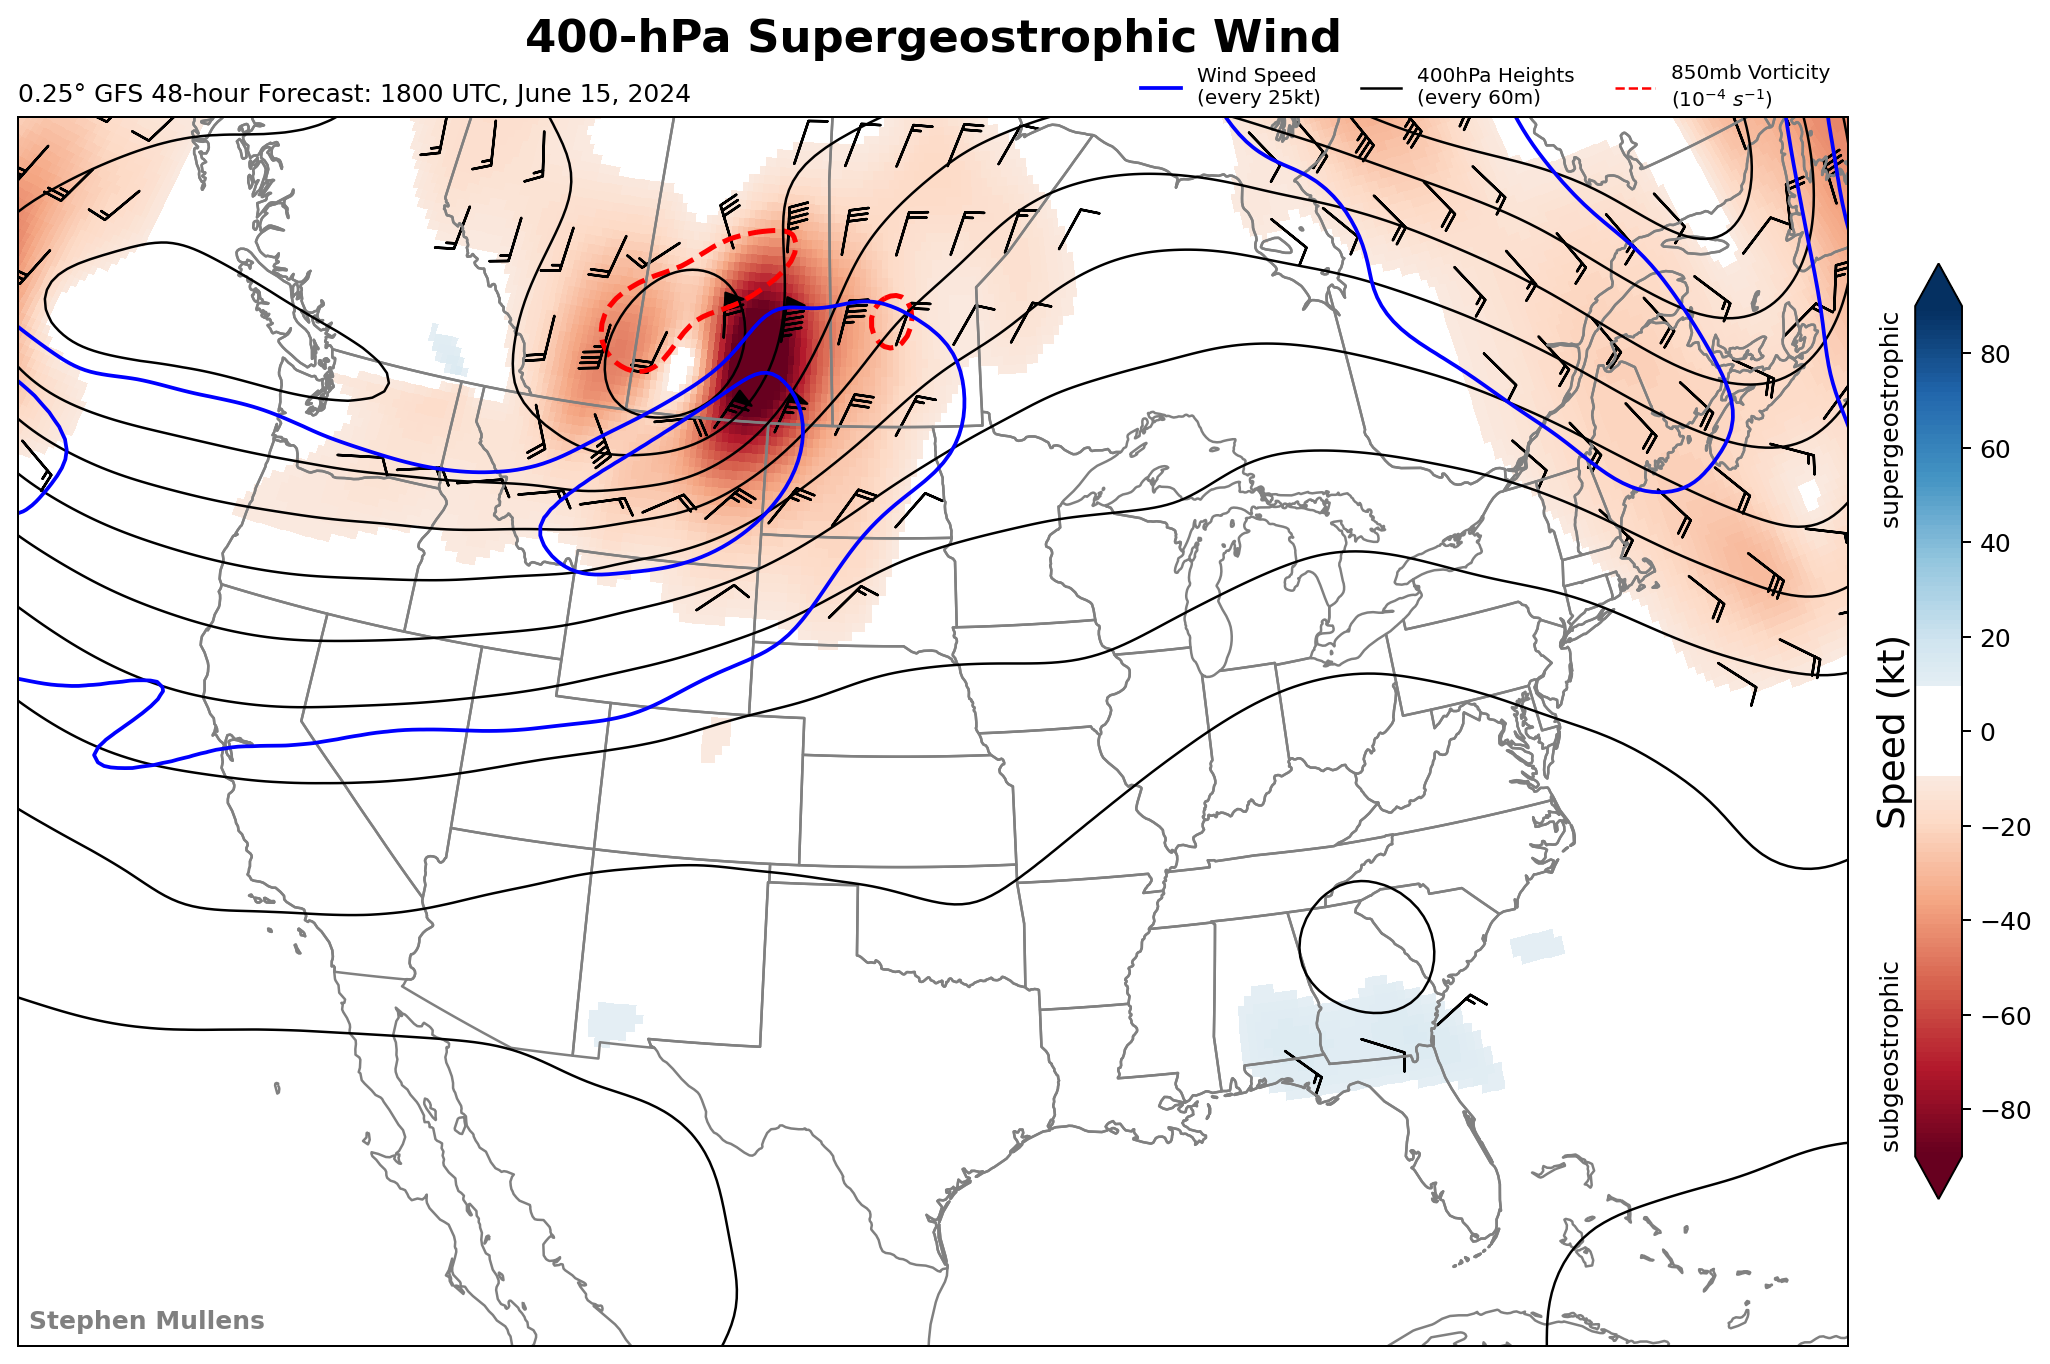 400-hPa Supergeostrophic Wind
0.25° GFS 48-hour Forecast: 1800 UTC, June 15, 2024
Wind Speed
(every 25kt)
400hPa Heights
(every 60m)
850mb Vorticity
(10⁻⁴ s⁻¹)
supergeostrophic
Speed (kt)
subgeostrophic
80
60
40
20
0
−20
−40
−60
−80
Stephen Mullens